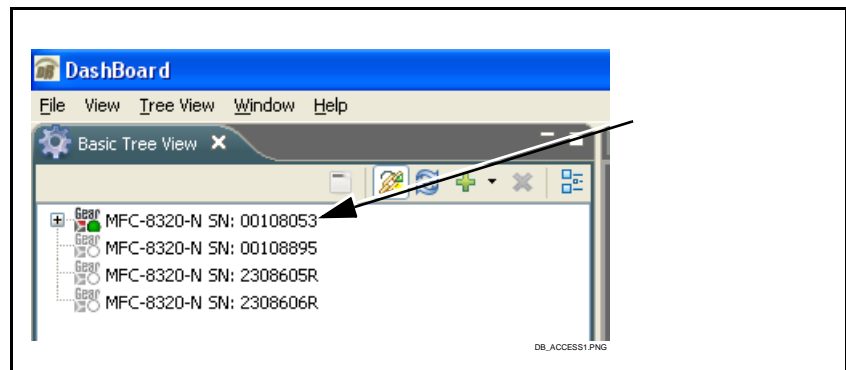 DashBoard
File View Tree View Window Help
Basic Tree View
Gear MFC-8320-N SN: 00108053
Gear MFC-8320-N SN: 00108895
Gear MFC-8320-N SN: 2308605R
Gear MFC-8320-N SN: 2308606R
DB_ACCESS1.PNG